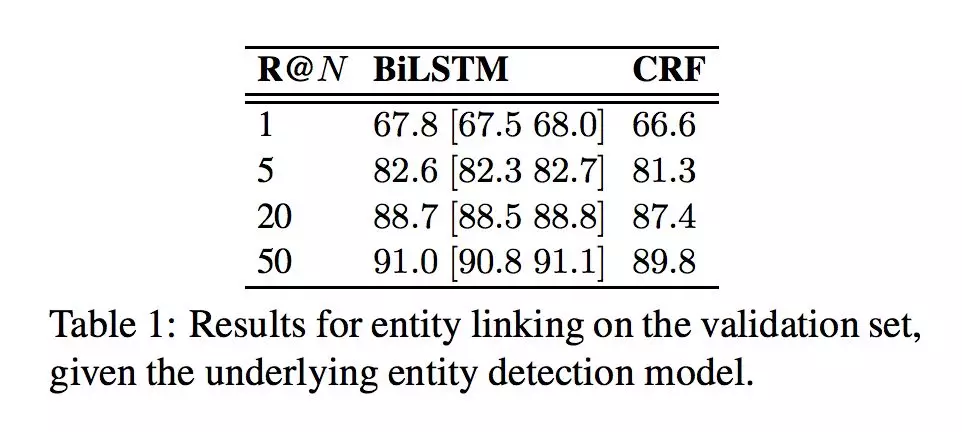 R@N BiLSTM CRF
1 67.8 [67.5 68.0] 66.6
5 82.6 [82.3 82.7] 81.3
20 88.7 [88.5 88.8] 87.4
50 91.0 [90.8 91.1] 89.8
Table 1: Results for entity linking on the validation set,
given the underlying entity detection model.